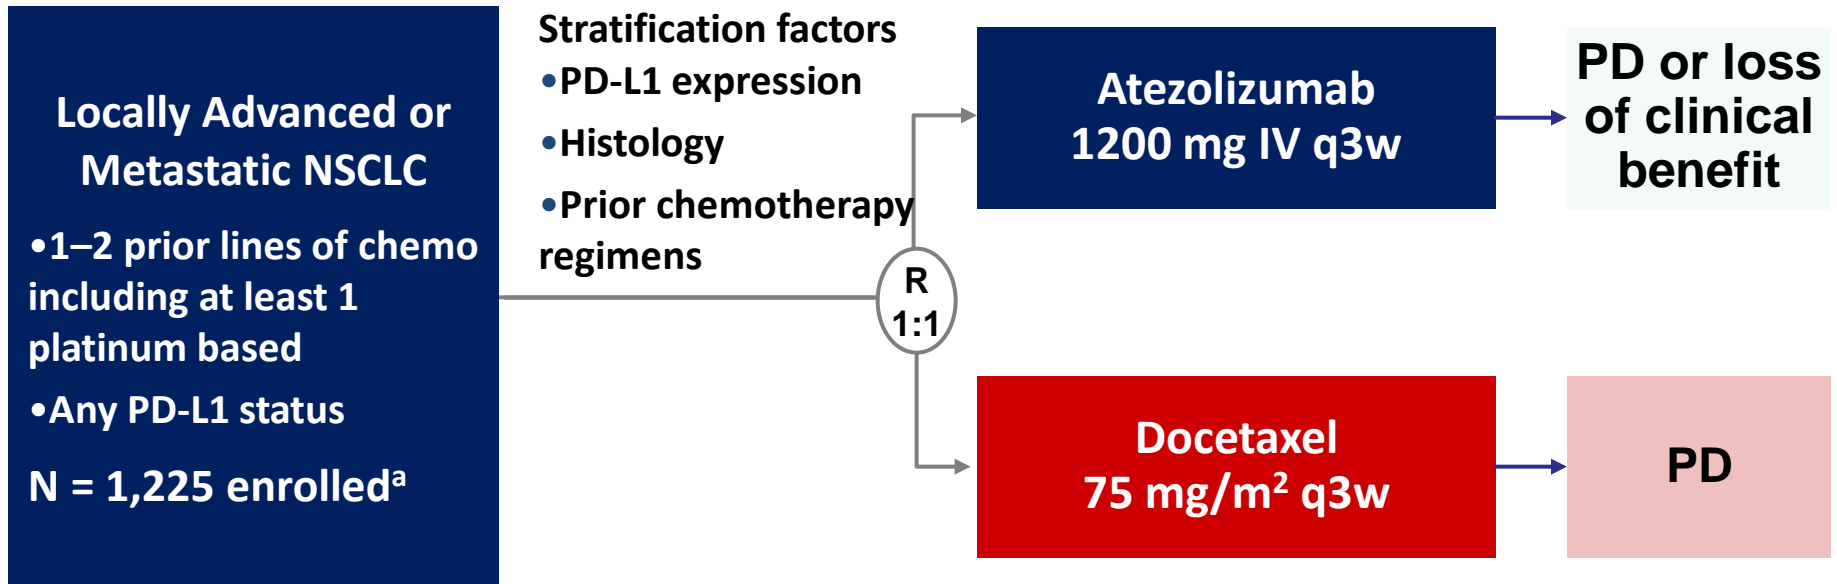 Locally Advanced or
Metastatic NSCLC
•1–2 prior lines of chemo
including at least 1
platinum based
•Any PD-L1 status
N = 1,225 enrolledᵃ
Stratification factors
•PD-L1 expression
•Histology
•Prior chemotherapy
regimens
R
1:1
Atezolizumab
1200 mg IV q3w
PD or loss
of clinical
benefit
Docetaxel
75 mg/m² q3w
PD